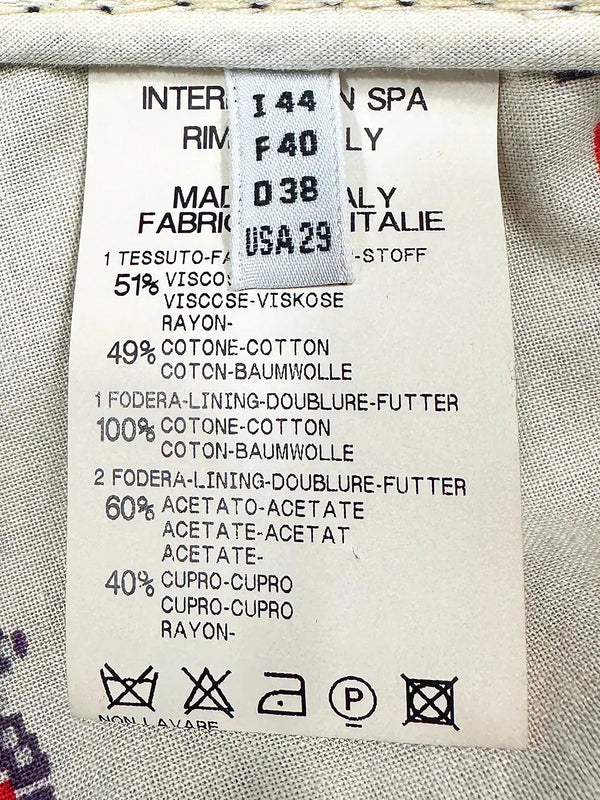 I 44
F 40
D 38
USA 29
INTER N SPA
RIM LY
MAD ALY
FABRIC ITALIE
1 TESSUTO-FA -STOFF
51% VISCOS
VISCOSE-VISKOSE
RAYON-
49% COTONE-COTTON
COTON-BAUMWOLLE
1 FODERA-LINING-DOUBLURE-FUTTER
100% COTONE-COTTON
COTON-BAUMWOLLE
2 FODERA-LINING-DOUBLURE-FUTTER
60% ACETATO-ACETATE
ACETATE-ACETAT
ACETATE-
40% CUPRO-CUPRO
CUPRO-CUPRO
RAYON-
P
NON LAVARE